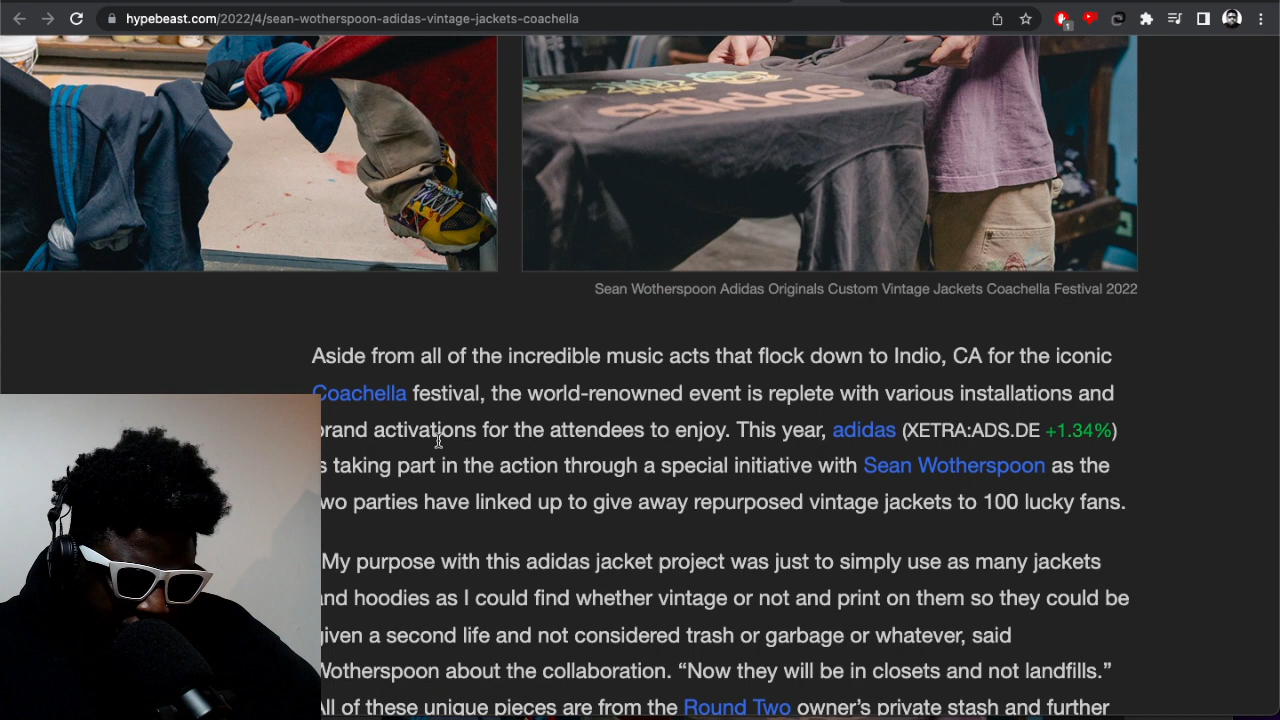 hypebeast.com/2022/4/sean-wotherspoon-adidas-vintage-jackets-coachella
1
adidas
Sean Wotherspoon Adidas Originals Custom Vintage Jackets Coachella Festival 2022
Aside from all of the incredible music acts that flock down to Indio, CA for the iconic
Coachella festival, the world-renowned event is replete with various installations and
brand activations for the attendees to enjoy. This year, adidas (XETRA:ADS.DE +1.34%)
s taking part in the action through a special initiative with Sean Wotherspoon as the
wo parties have linked up to give away repurposed vintage jackets to 100 lucky fans.
My purpose with this adidas jacket project was just to simply use as many jackets
and hoodies as I could find whether vintage or not and print on them so they could be
given a second life and not considered trash or garbage or whatever, said
Wotherspoon about the collaboration. “Now they will be in closets and not landfills.”
All of these unique pieces are from the Round Two owner’s private stash and further